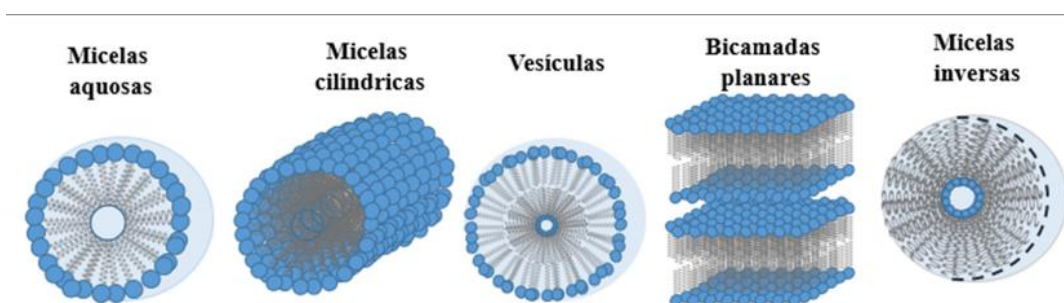 Micelas
aquosas
Micelas
cilíndricas
Vesículas
Bicamadas
planares
Micelas
inversas